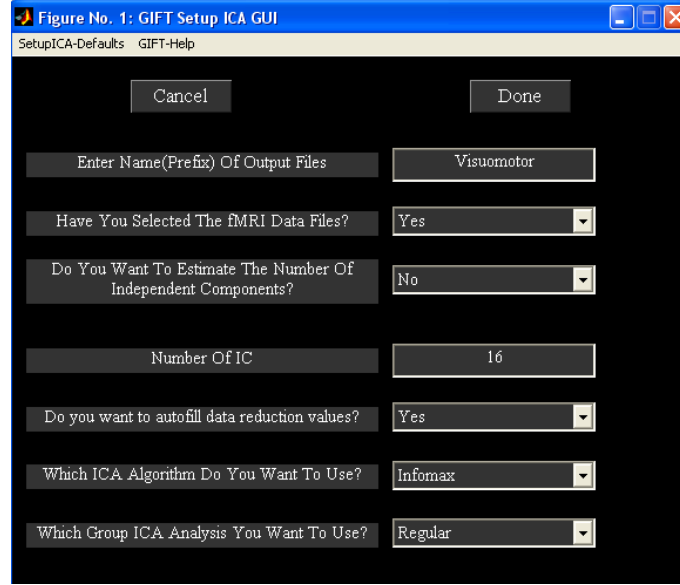 Figure No. 1: GIFT Setup ICA GUI
SetupICA-Defaults GIFT-Help
Cancel Done
Enter Name(Prefix) Of Output Files Visuomotor
Have You Selected The fMRI Data Files? Yes
Do You Want To Estimate The Number Of
Independent Components? No
Number Of IC 16
Do you want to autofill data reduction values? Yes
Which ICA Algorithm Do You Want To Use? Infomax
Which Group ICA Analysis You Want To Use? Regular